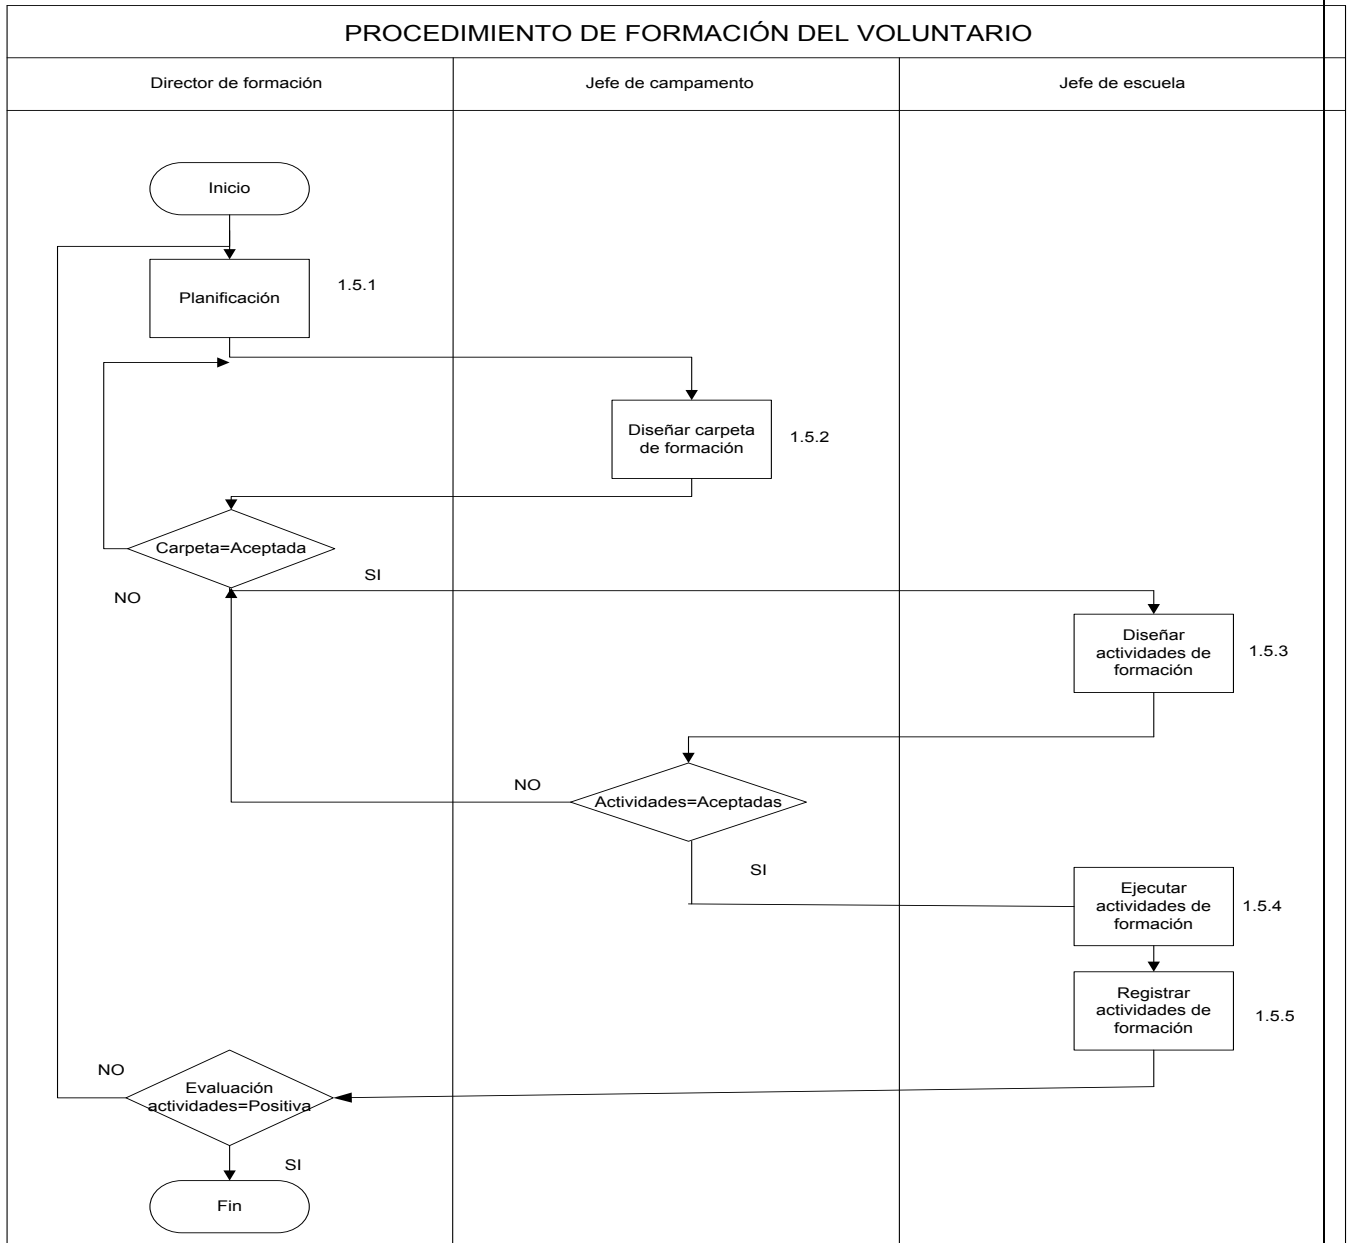 PROCEDIMIENTO DE FORMACIÓN DEL VOLUNTARIO
Director de formación
Jefe de campamento
Jefe de escuela
Inicio
Planificación
1.5.1
Diseñar carpeta
de formación
1.5.2
Carpeta=Aceptada
SI
NO
Diseñar
actividades de
formación
1.5.3
NO
Actividades=Aceptadas
SI
Ejecutar
actividades de
formación
1.5.4
Registrar
actividades de
formación
1.5.5
NO
Evaluación
actividades=Positiva
SI
Fin